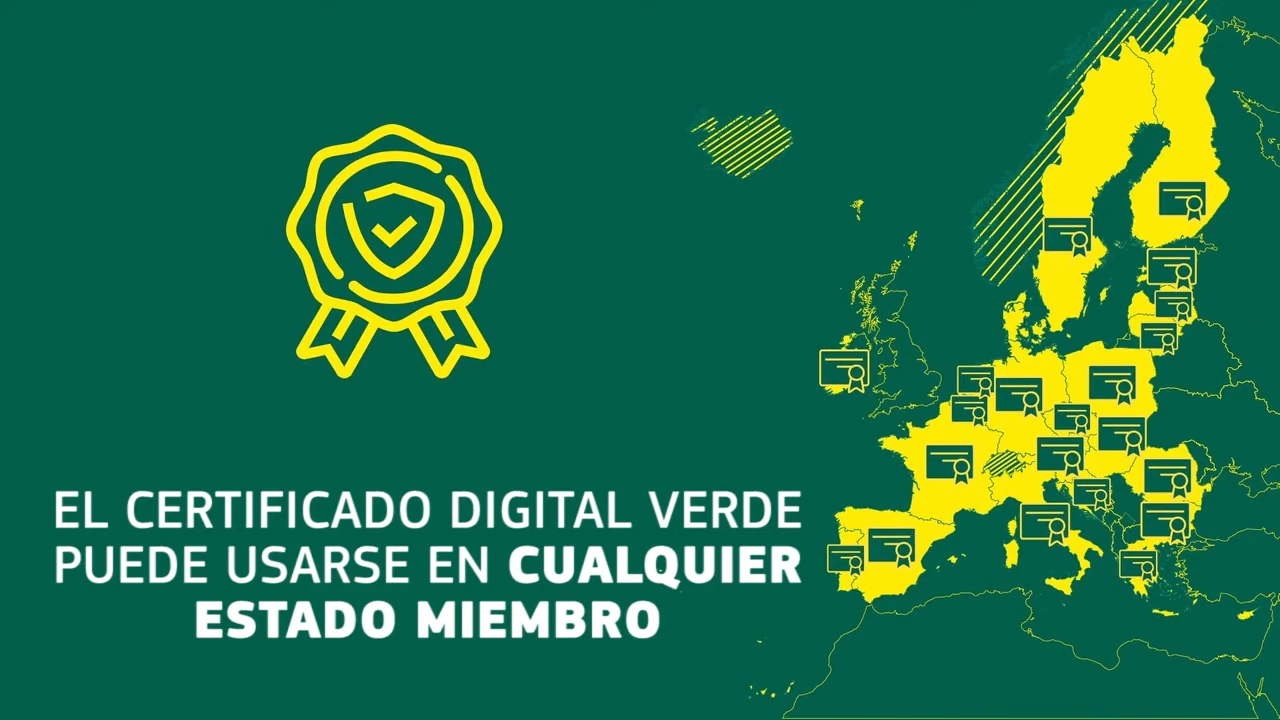 EL CERTIFICADO DIGITAL VERDE
PUEDE USARSE EN CUALQUIER
ESTADO MIEMBRO